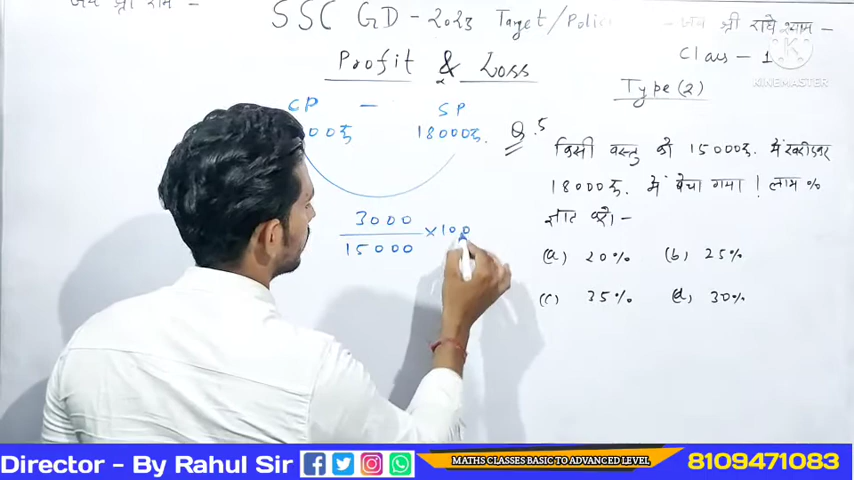 जय श्री राम -
SSC GD - 2023 Target/Polic
- जय श्री राधे श्याम -
Class - 1
KINEMASTER
Profit & Loss
Type (2)
CP - SP
000रु 18000रु.
Q.5
किसी वस्तु को 15000रु. में खरीदकर
18000रु. में बेचा गया! लाभ %
ज्ञात करो-
(a) 20% (b) 25%
(c) 35% (d) 30%
3000
15000 ×100
Director - By Rahul Sir
MATHS CLASSES BASIC TO ADVANCED LEVEL
8109471083